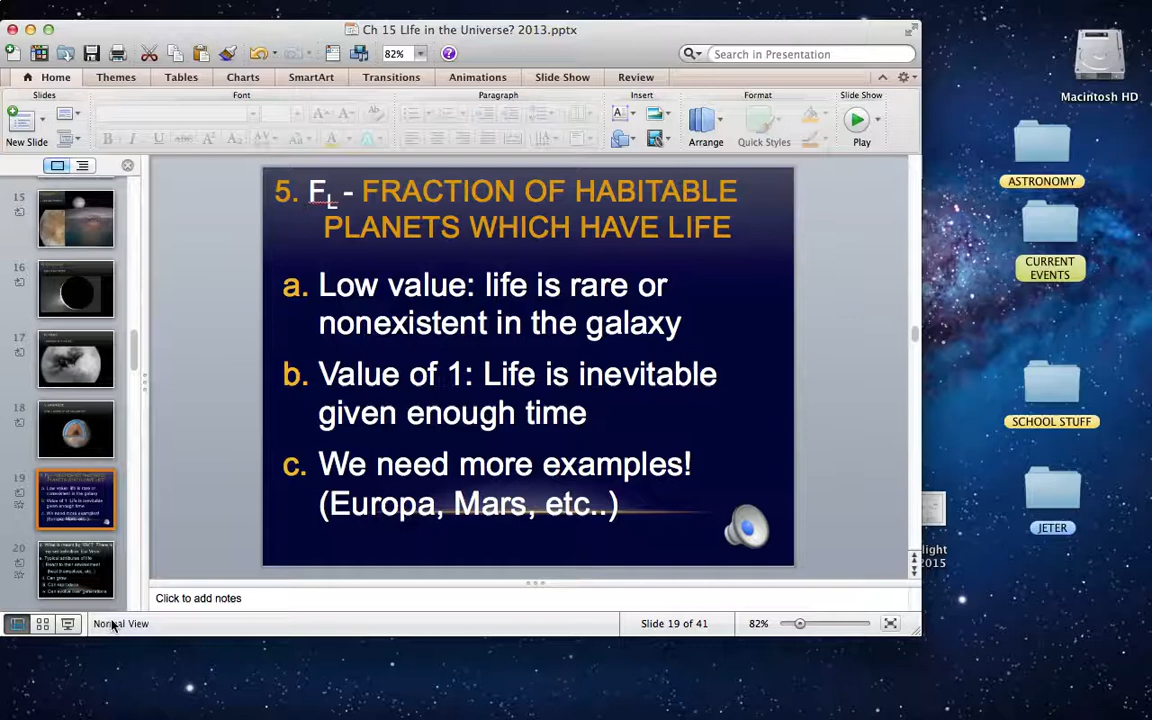 Ch 15 LIfe in the Universe? 2013.pptx
82%
Search in Presentation
Home Themes Tables Charts SmartArt Transitions Animations Slide Show Review
Slides Font Paragraph Insert Format Slide Show
New Slide Arrange Quick Styles Play
15
16
17
18
19
20
5. FL - FRACTION OF HABITABLE
PLANETS WHICH HAVE LIFE
a. Low value: life is rare or
nonexistent in the galaxy
b. Value of 1: Life is inevitable
given enough time
c. We need more examples!
(Europa, Mars, etc..)
Click to add notes
Normal View Slide 19 of 41 82%
Macintosh HD
ASTRONOMY
CURRENT
EVENTS
SCHOOL STUFF
JETER
light
2015